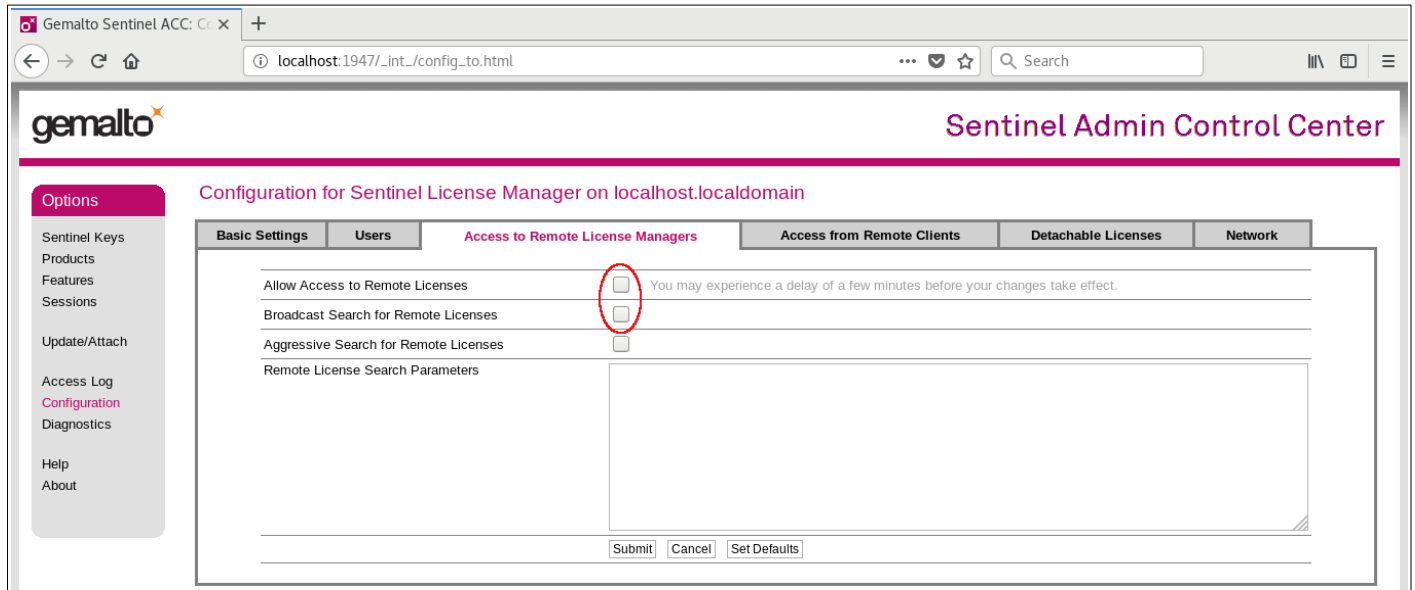 Gemalto Sentinel ACC: Co
localhost:1947/_int_/config_to.html
Search
gemalto
Sentinel Admin Control Center
Options
Sentinel Keys
Products
Features
Sessions
Update/Attach
Access Log
Configuration
Diagnostics
Help
About
Configuration for Sentinel License Manager on localhost.localdomain
Basic Settings
Users
Access to Remote License Managers
Access from Remote Clients
Detachable Licenses
Network
Allow Access to Remote Licenses
You may experience a delay of a few minutes before your changes take effect.
Broadcast Search for Remote Licenses
Aggressive Search for Remote Licenses
Remote License Search Parameters
Submit
Cancel
Set Defaults